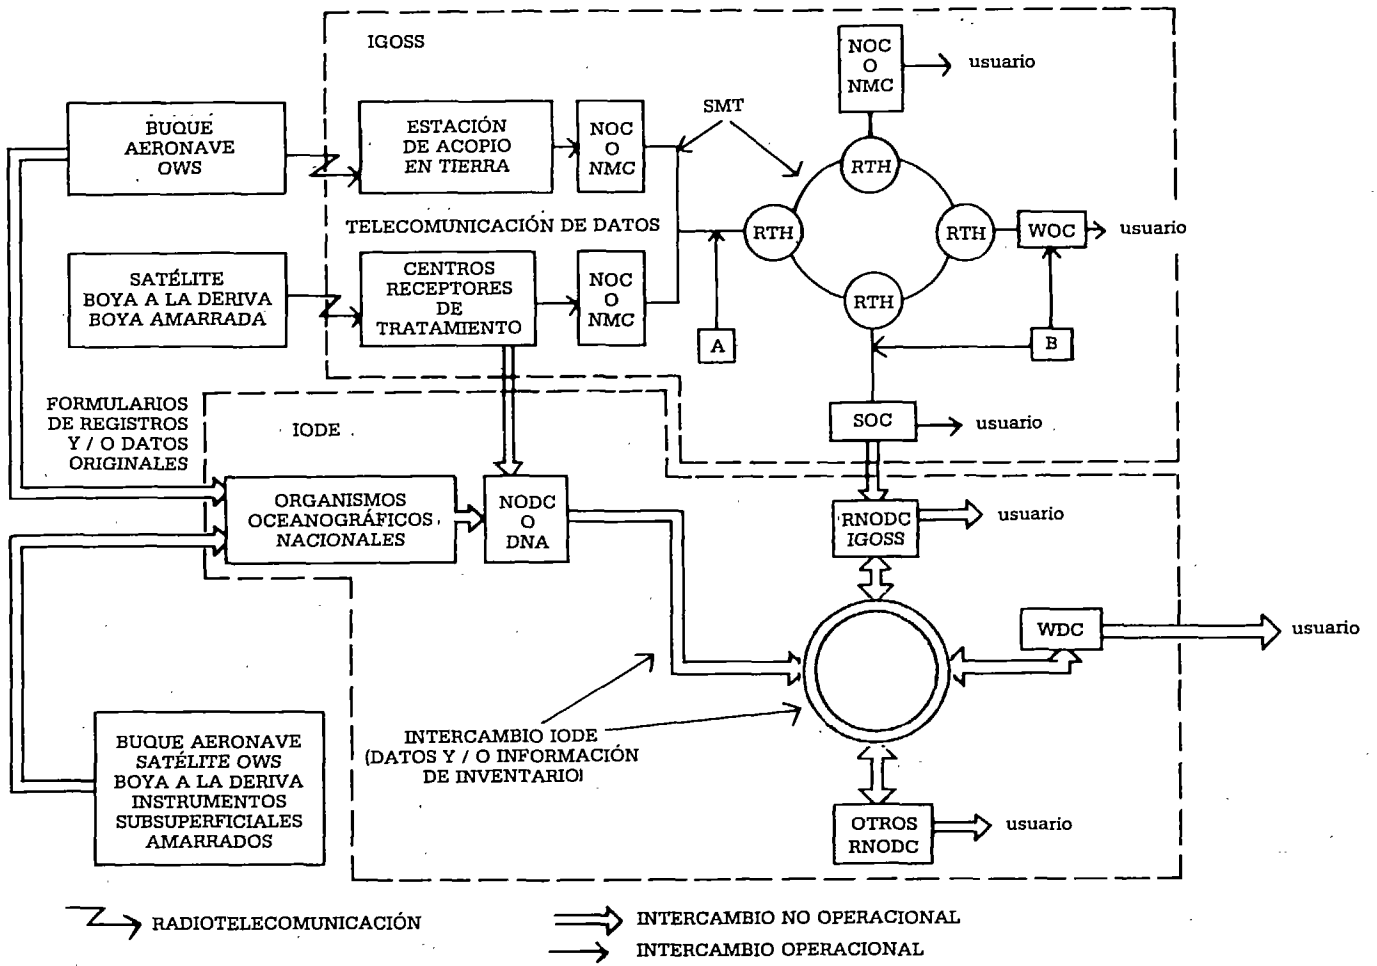 IGOSS
NOC
O
NMC
usuario
BUQUE
AERONAVE
OWS
ESTACIÓN
DE ACOPIO
EN TIERRA
NOC
O
NMC
SMT
RTH
TELECOMUNICACIÓN DE DATOS
RTH
RTH
WOC
usuario
SATÉLITE
BOYA A LA DERIVA
BOYA AMARRADA
CENTROS
RECEPTORES
DE
TRATAMIENTO
NOC
O
NMC
RTH
A
B
FORMULARIOS
DE REGISTROS
Y / O DATOS
ORIGINALES
IODE
SOC
usuario
ORGANISMOS
OCEANOGRÁFICOS
NACIONALES
NODC
O
DNA
RNODC
IGOSS
usuario
WDC
usuario
INTERCAMBIO IODE
(DATOS Y / O INFORMACIÓN
DE INVENTARIO)
BUQUE AERONAVE
SATÉLITE OWS
BOYA A LA DERIVA
INSTRUMENTOS
SUBSUPERFICIALES
AMARRADOS
OTROS
RNODC
usuario
RADIOTELECOMUNICACIÓN
INTERCAMBIO NO OPERACIONAL
INTERCAMBIO OPERACIONAL